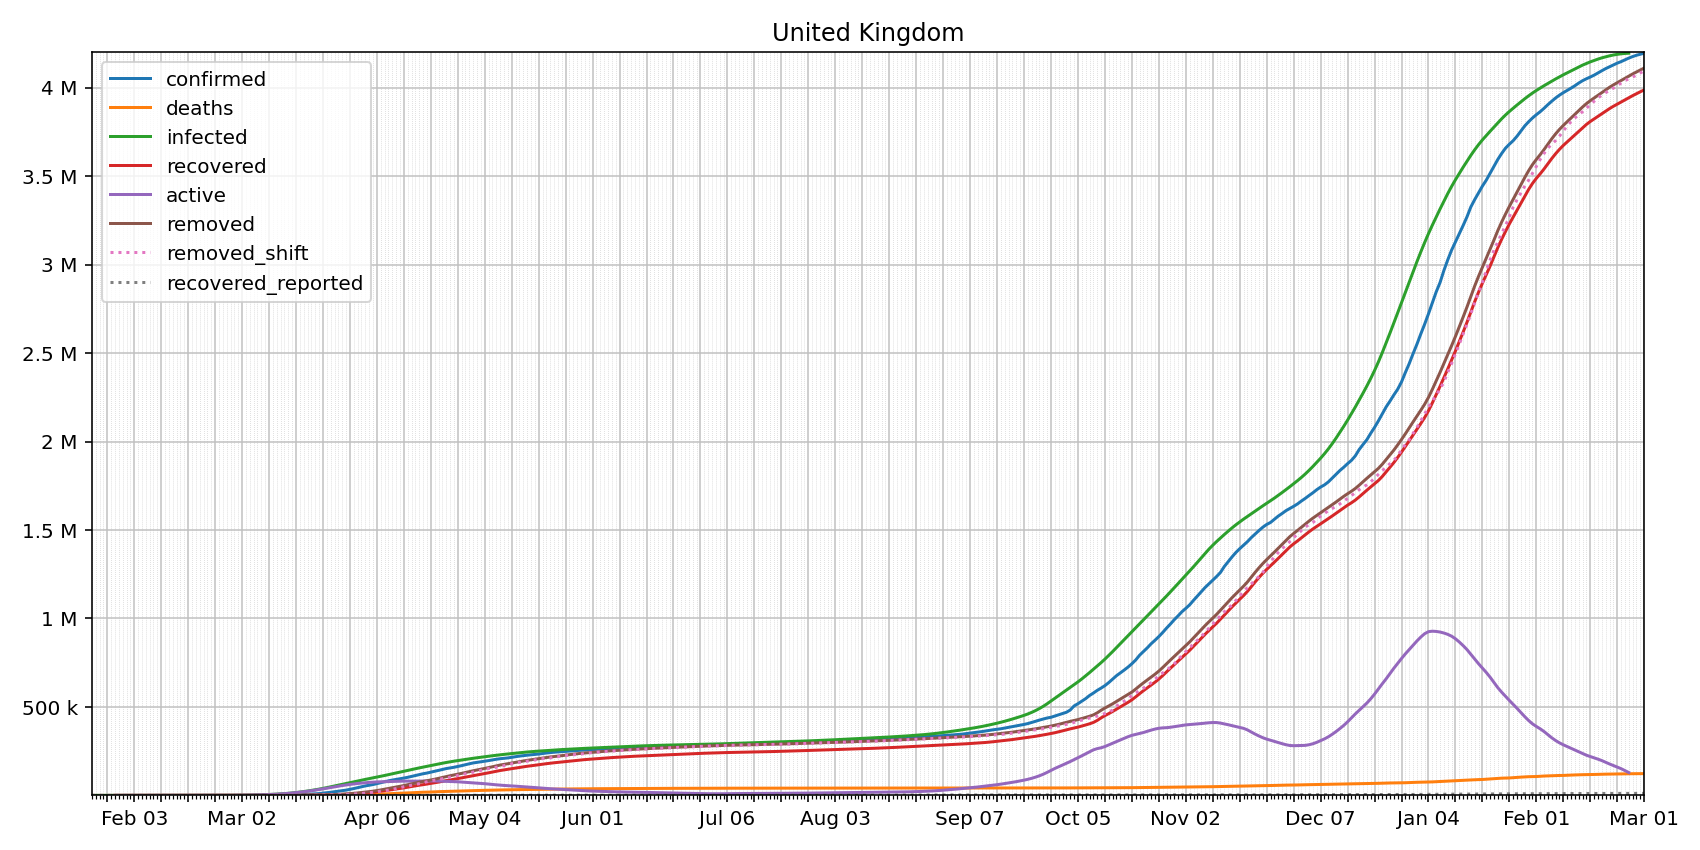 United Kingdom
confirmed
deaths
infected
recovered
active
removed
removed_shift
recovered_reported
4 M
3.5 M
3 M
2.5 M
2 M
1.5 M
1 M
500 k
Feb 03 Mar 02 Apr 06 May 04 Jun 01 Jul 06 Aug 03 Sep 07 Oct 05 Nov 02 Dec 07 Jan 04 Feb 01 Mar 01